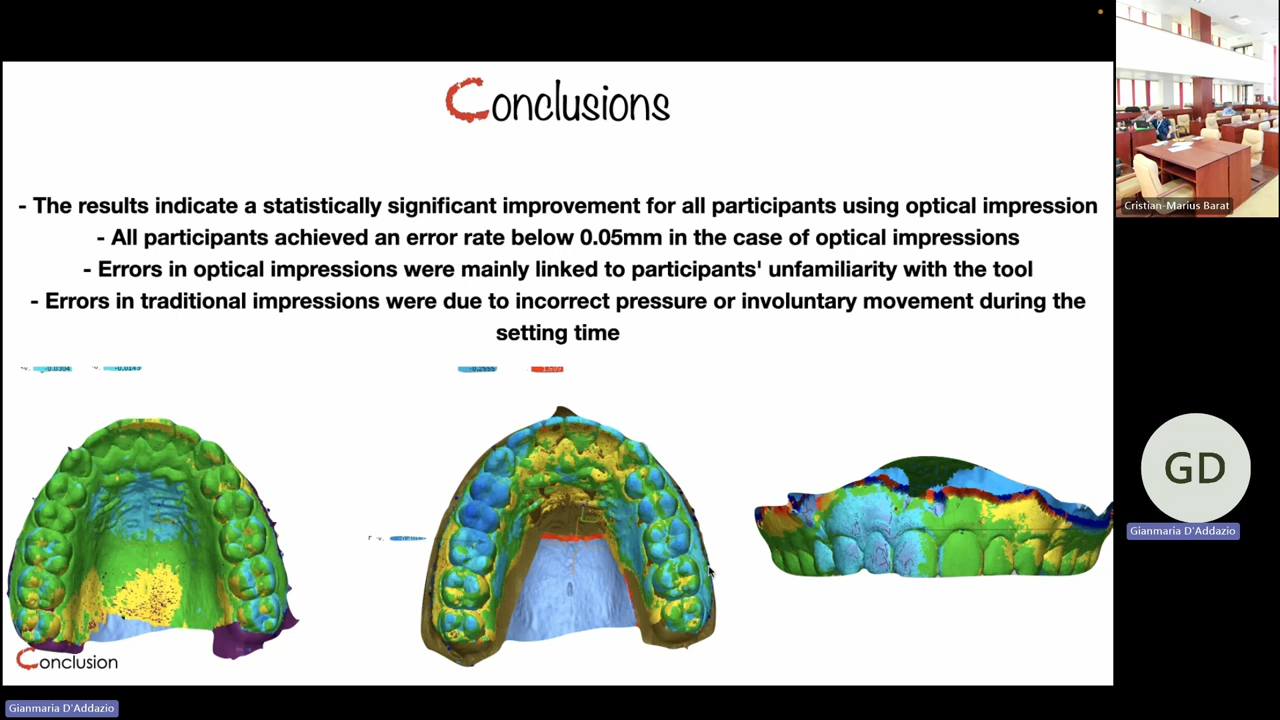 Conclusions
- The results indicate a statistically significant improvement for all participants using optical impression
- All participants achieved an error rate below 0.05mm in the case of optical impressions
- Errors in optical impressions were mainly linked to participants' unfamiliarity with the tool
- Errors in traditional impressions were due to incorrect pressure or involuntary movement during the
setting time
Conclusion
Cristian-Marius Barat
GD
Gianmaria D'Addazio
Gianmaria D'Addazio